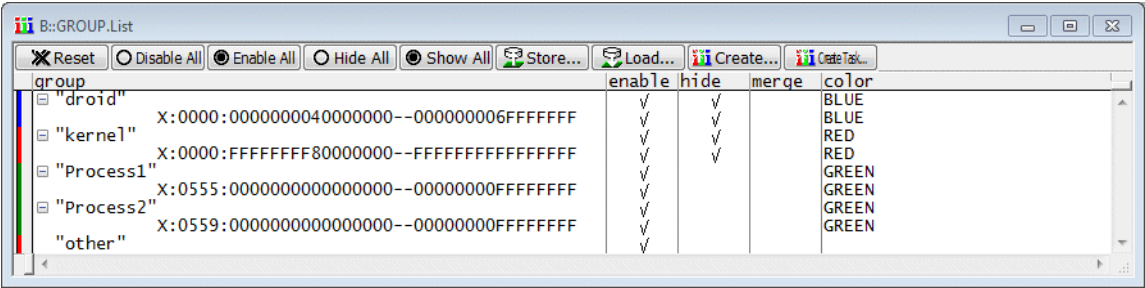 B::GROUP.List
Reset Disable All Enable All Hide All Show All Store... Load... Create... Create Task...
group enable hide merge color
"droid" √ √ BLUE
X:0000:0000000040000000--000000006FFFFFFF √ √ BLUE
"kernel" √ √ RED
X:0000:FFFFFFFF80000000--FFFFFFFFFFFFFFFF √ √ RED
"Process1" √ GREEN
X:0555:0000000000000000--00000000FFFFFFFF √ GREEN
"Process2" √ GREEN
X:0559:0000000000000000--00000000FFFFFFFF √ GREEN
"other" √